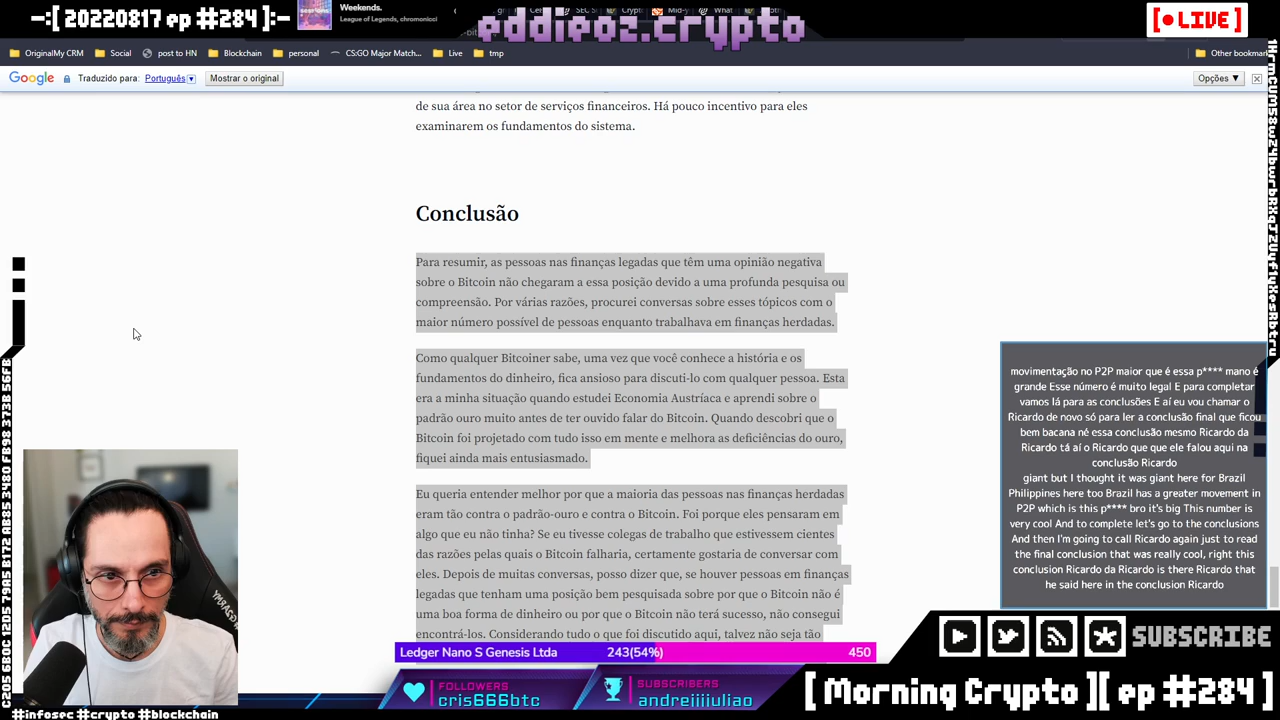 -:[ 20220817 ep #284 ]:-
Weekends.
League of Legends, chromonicci
eddieoz.crypto
[ ● LIVE ]
OriginalMy CRM
Social
post to HN
Blockchain
personal
CS:GO Major Match...
Live
tmp
Other bookmar
Google
Traduzido para: Português
Mostrar o original
Opções ▼
de sua área no setor de serviços financeiros. Há pouco incentivo para eles
examinarem os fundamentos do sistema.
Conclusão
Para resumir, as pessoas nas finanças legadas que têm uma opinião negativa
sobre o Bitcoin não chegaram a essa posição devido a uma profunda pesquisa ou
compreensão. Por várias razões, procurei conversas sobre esses tópicos com o
maior número possível de pessoas enquanto trabalhava em finanças herdadas.
Como qualquer Bitcoiner sabe, uma vez que você conhece a história e os
fundamentos do dinheiro, fica ansioso para discuti-lo com qualquer pessoa. Esta
era a minha situação quando estudei Economia Austríaca e aprendi sobre o
padrão ouro muito antes de ter ouvido falar do Bitcoin. Quando descobri que o
Bitcoin foi projetado com tudo isso em mente e melhora as deficiências do ouro,
fiquei ainda mais entusiasmado.
Eu queria entender melhor por que a maioria das pessoas nas finanças herdadas
eram tão contra o padrão-ouro e contra o Bitcoin. Foi porque eles pensaram em
algo que eu não tinha? Se eu tivesse colegas de trabalho que estivessem cientes
das razões pelas quais o Bitcoin falharia, certamente gostaria de conversar com
eles. Depois de muitas conversas, posso dizer que, se houver pessoas em finanças
legadas que tenham uma posição bem pesquisada sobre por que o Bitcoin não é
uma boa forma de dinheiro ou por que o Bitcoin não terá sucesso, não consegui
encontrá-los. Considerando tudo o que foi discutido aqui, talvez não seja tão
movimentação no P2P maior que é essa p**** mano é
grande Esse número é muito legal E para completar
vamos lá para as conclusões E aí eu vou chamar o
Ricardo de novo só para ler a conclusão final que ficou
bem bacana né essa conclusão mesmo Ricardo da
Ricardo tá aí o Ricardo que que ele falou aqui na
conclusão Ricardo
giant but I thought it was giant here for Brazil
Philippines here too Brazil has a greater movement in
P2P which is this p**** bro it's big This number is
very cool And to complete let's go to the conclusions
And then I'm going to call Ricardo again just to read
the final conclusion that was really cool, right this
conclusion Ricardo da Ricardo is there Ricardo that
he said here in the conclusion Ricardo
Ledger Nano S Genesis Ltda
243(54%)
450
FOLLOWERS
cris666btc
SUBSCRIBERS
andrejjjuliao
SUBSCRIBE
[ Morning Crypto ][ ep #284 ]
#infosec #crypto #blockchain